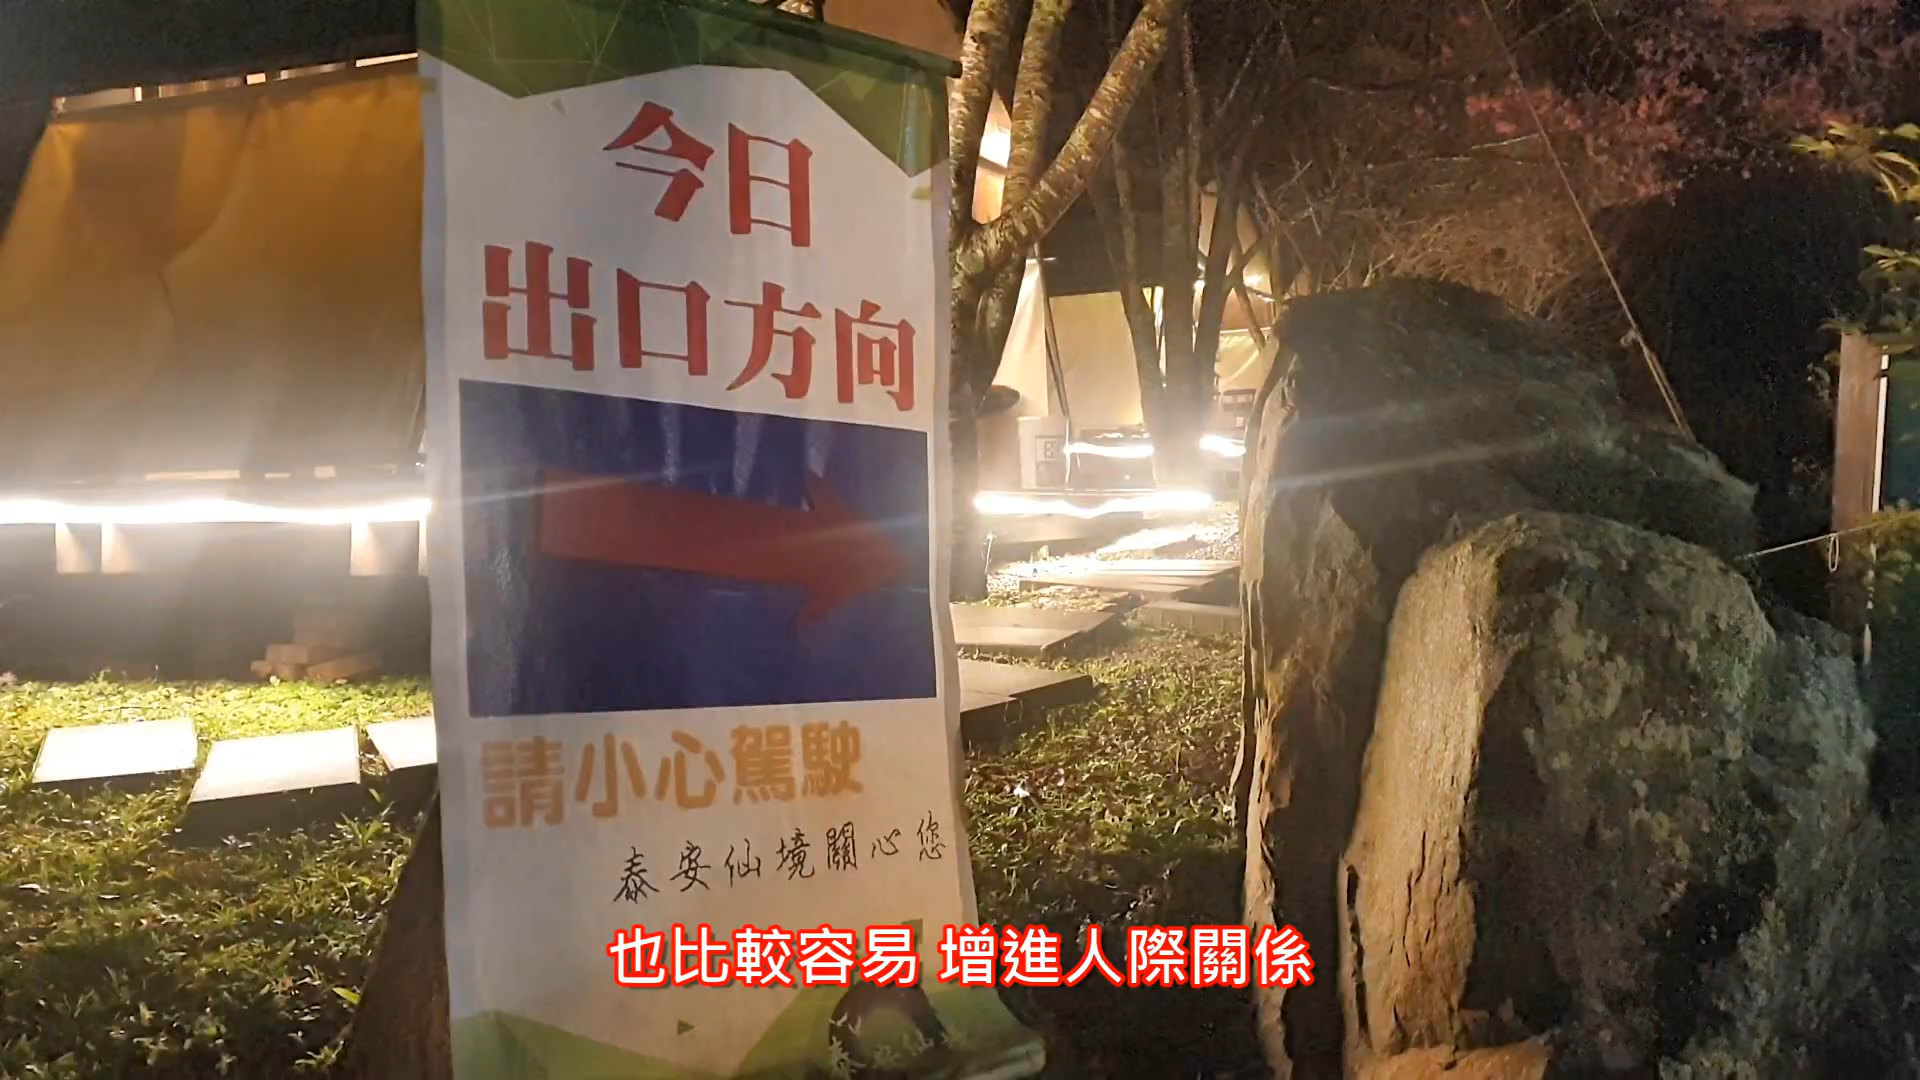 今日
出口方向
請小心駕駛
泰安仙境關心您
也比較容易 增進人際關係